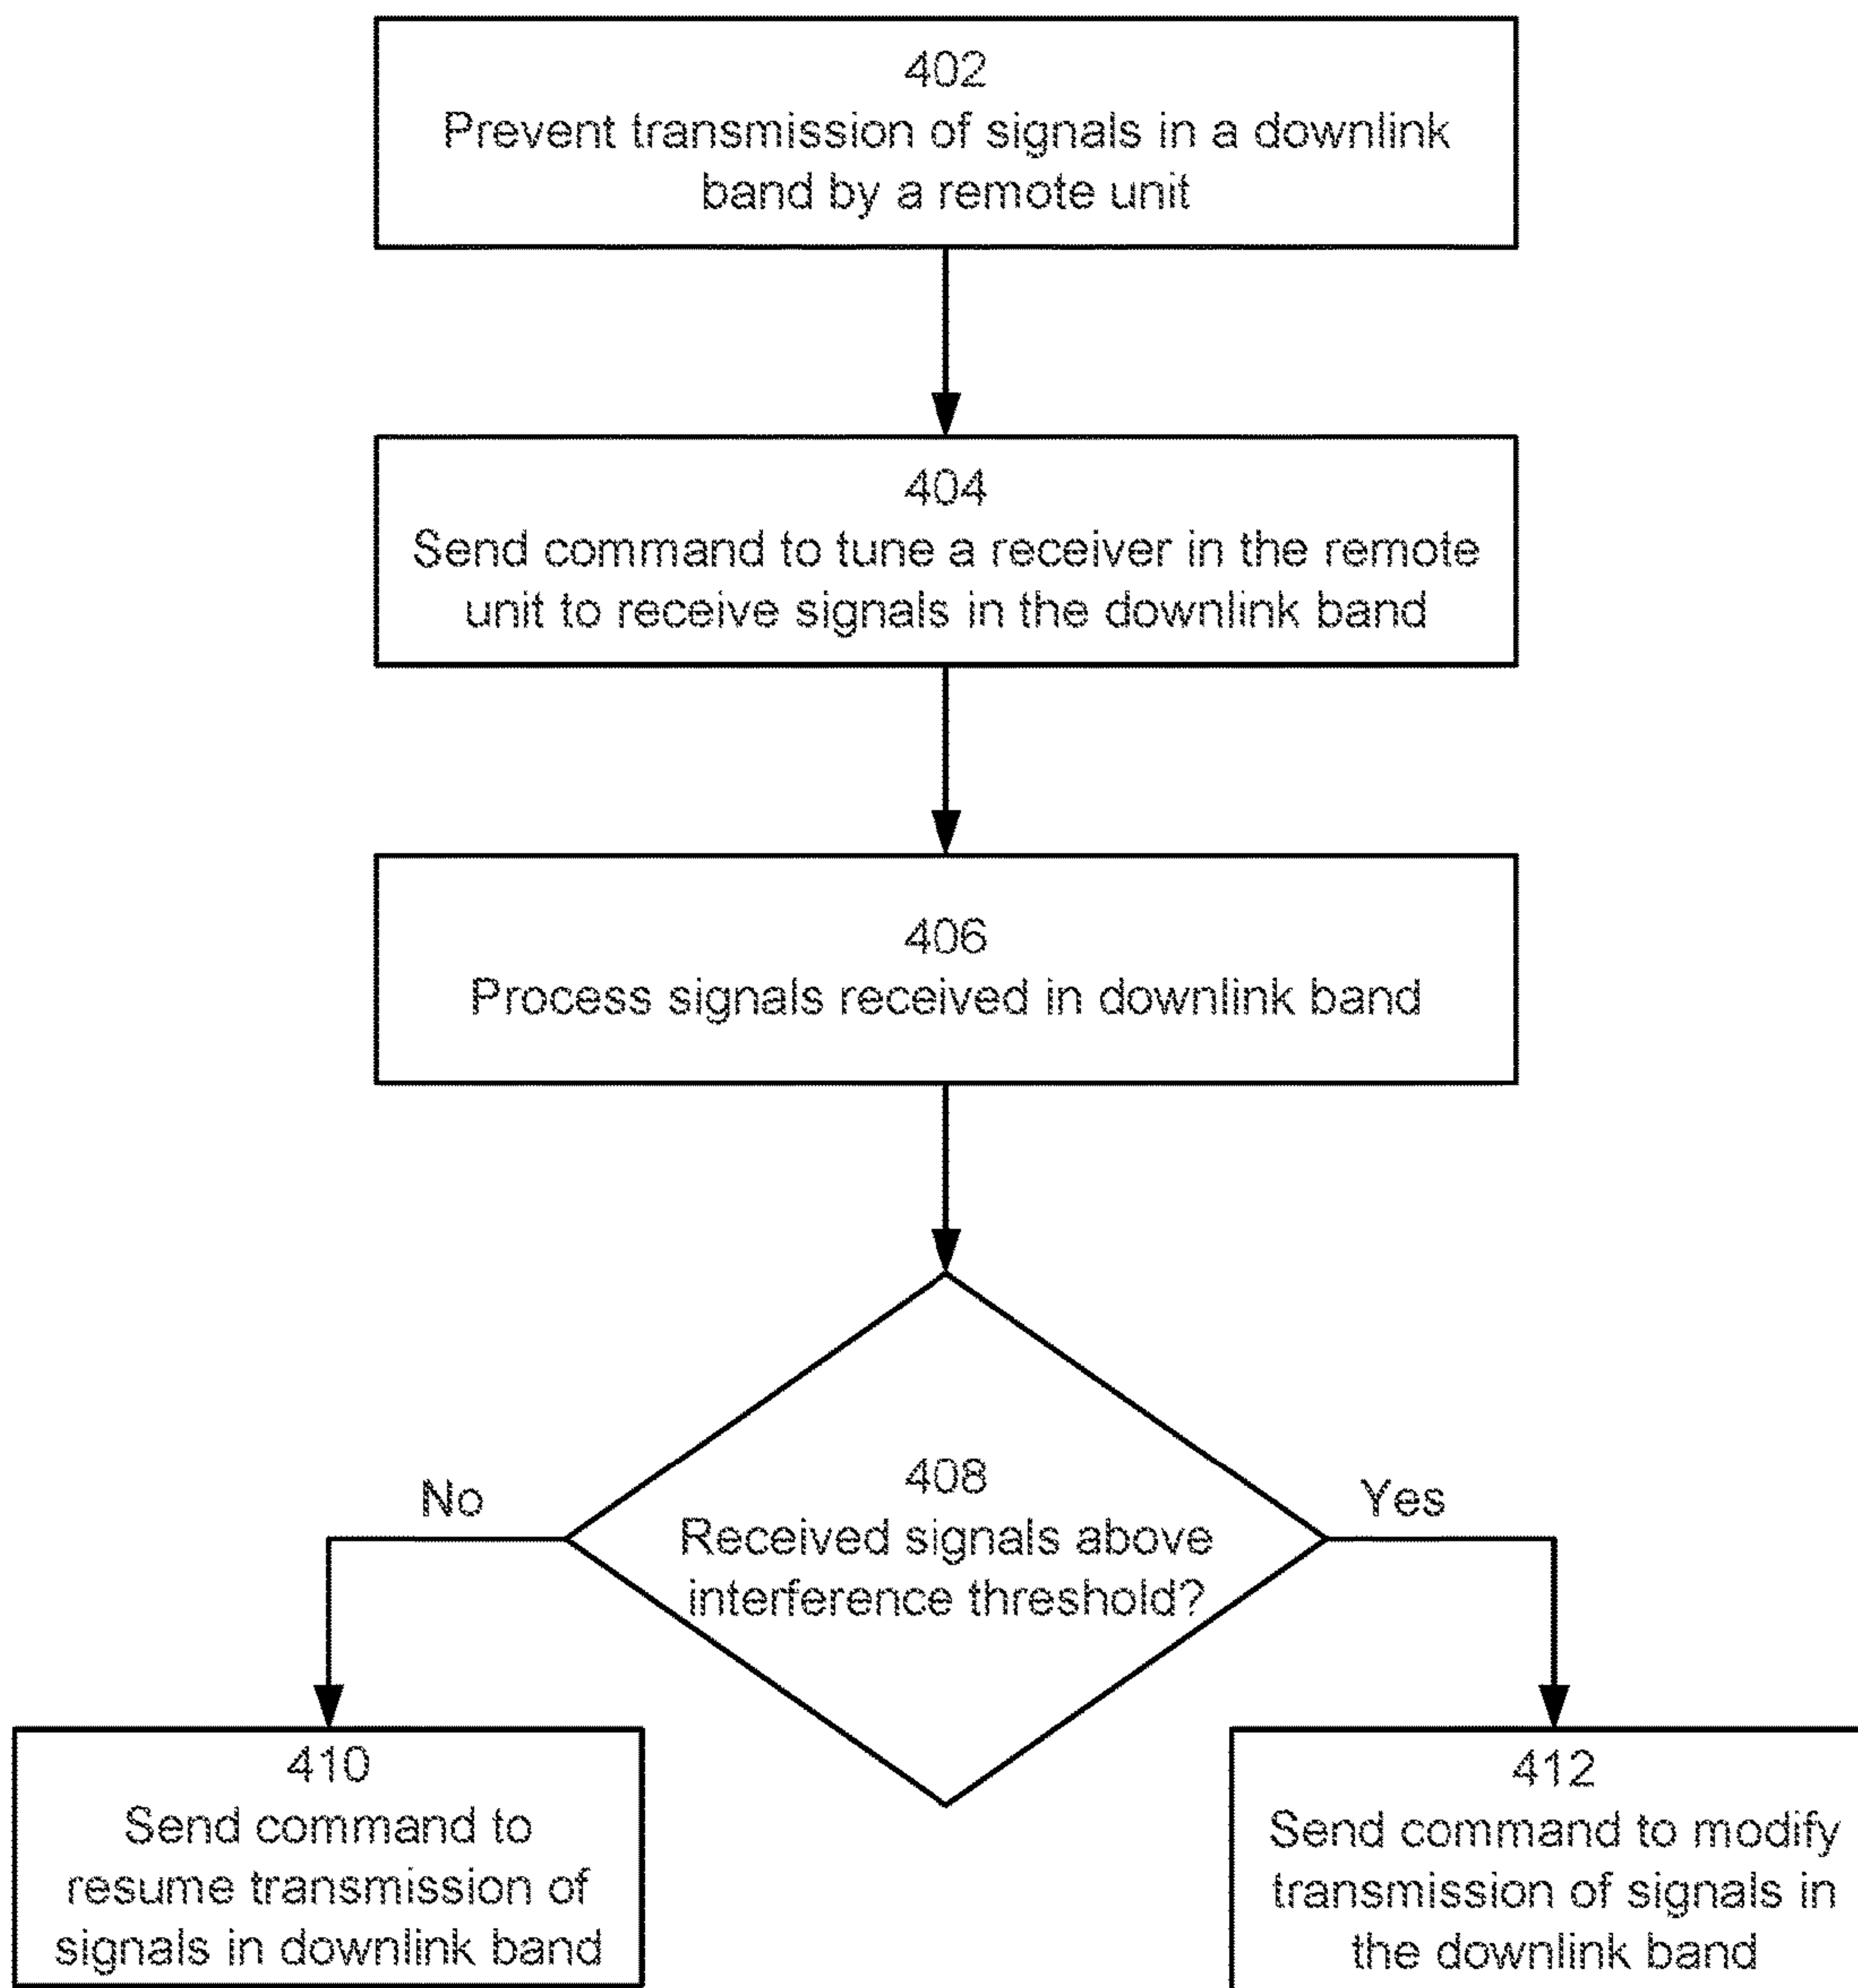 402
Prevent transmission of signals in a downlink
band by a remote unit
404
Send command to tune a receiver in the remote
unit to receive signals in the downlink band
406
Process signals received in downlink band
408
Received signals above
interference threshold?
No
Yes
410
Send command to
resume transmission of
signals in downlink band
412
Send command to modify
transmission of signals in
the downlink band